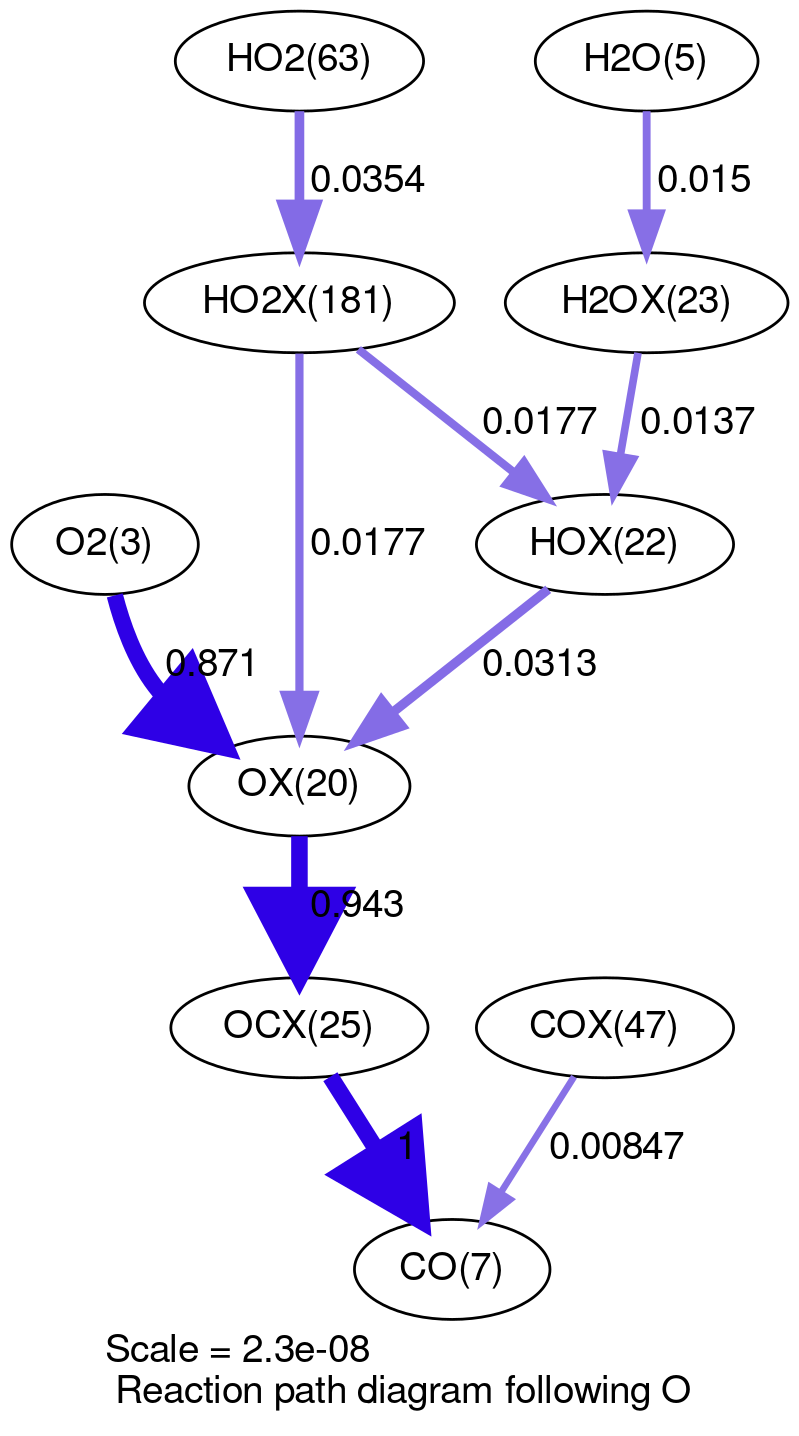 HO2(63)
H2O(5)
0.0354
0.015
HO2X(181)
H2OX(23)
0.0177
0.0137
O2(3)
0.0177
HOX(22)
0.871
0.0313
OX(20)
0.943
OCX(25)
COX(47)
1
0.00847
CO(7)
Scale = 2.3e-08
Reaction path diagram following O